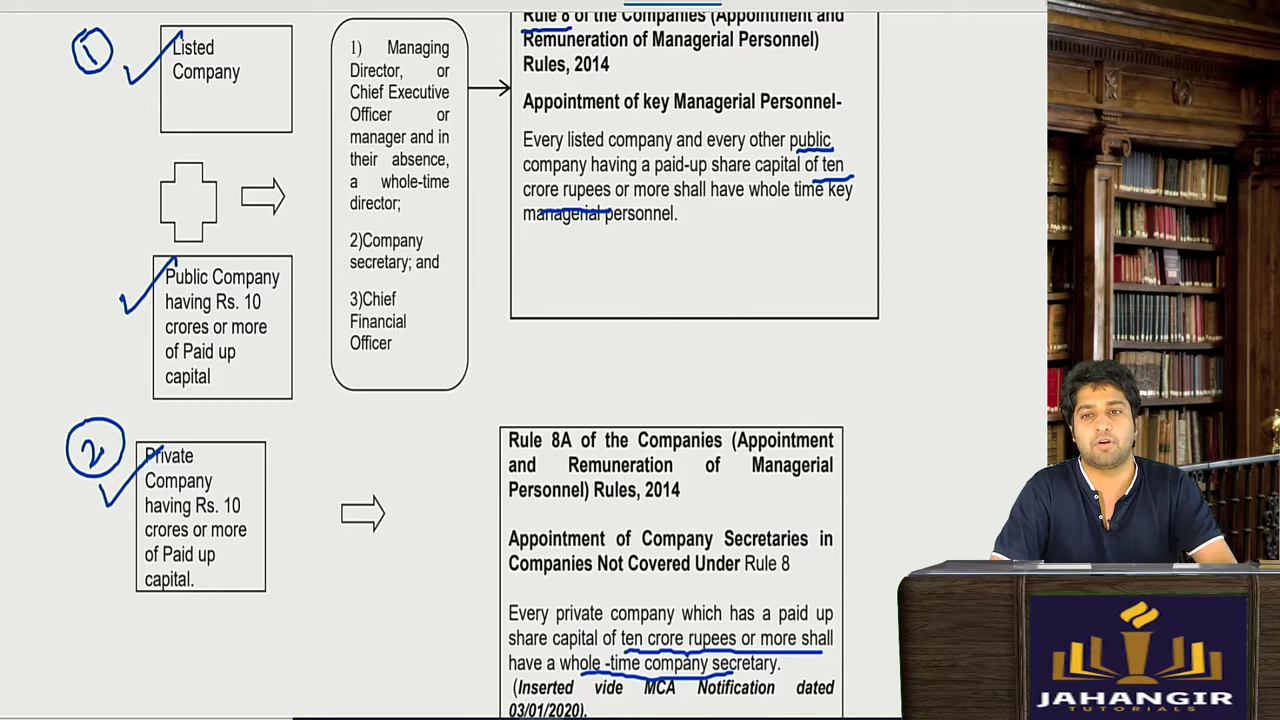 1
Listed
Company
Public Company
having Rs. 10
crores or more
of Paid up
capital
1) Managing
Director, or
Chief Executive
Officer or
manager and in
their absence,
a whole-time
director;
2)Company
secretary; and
3)Chief
Financial
Officer
Rule 8 of the Companies (Appointment and
Remuneration of Managerial Personnel)
Rules, 2014
Appointment of key Managerial Personnel-
Every listed company and every other public
company having a paid-up share capital of ten
crore rupees or more shall have whole time key
managerial personnel.
2
Private
Company
having Rs. 10
crores or more
of Paid up
capital.
Rule 8A of the Companies (Appointment
and Remuneration of Managerial
Personnel) Rules, 2014
Appointment of Company Secretaries in
Companies Not Covered Under Rule 8
Every private company which has a paid up
share capital of ten crore rupees or more shall
have a whole -time company secretary.
(Inserted vide MCA Notification dated
03/01/2020).
JAHANGIR
TUTORIALS